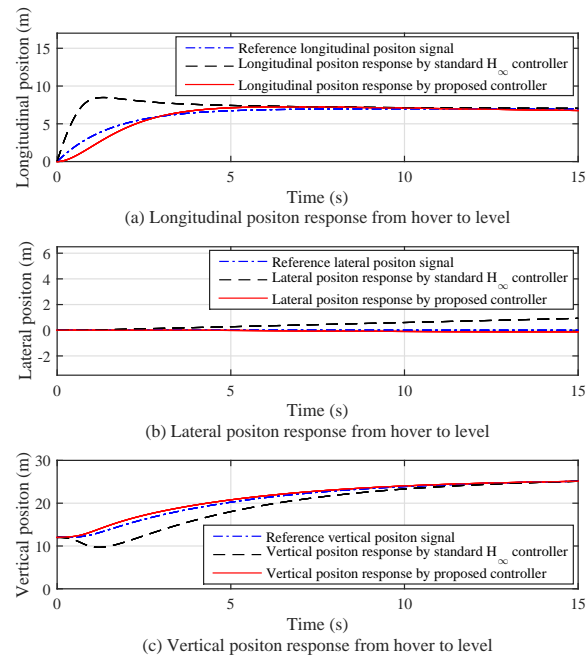 Longitudinal position (m)
15
10
5
0
Reference longitudinal positon signal
Longitudinal positon response by standard H∞ controller
Longitudinal positon response by proposed controller
0 5 10 15
Time (s)
(a) Longitudinal positon response from hover to level
Lateral positon (m)
6
4
2
0
-2
Reference lateral positon signal
Lateral positon response by standard H∞ controller
Lateral positon response by proposed controller
0 5 10 15
Time (s)
(b) Lateral positon response from hover to level
Vertical positon (m)
30
20
10
0
Reference vertical positon signal
Vertical positon response by standard H∞ controller
Vertical positon response by proposed controller
0 5 10 15
Time (s)
(c) Vertical positon response from hover to level